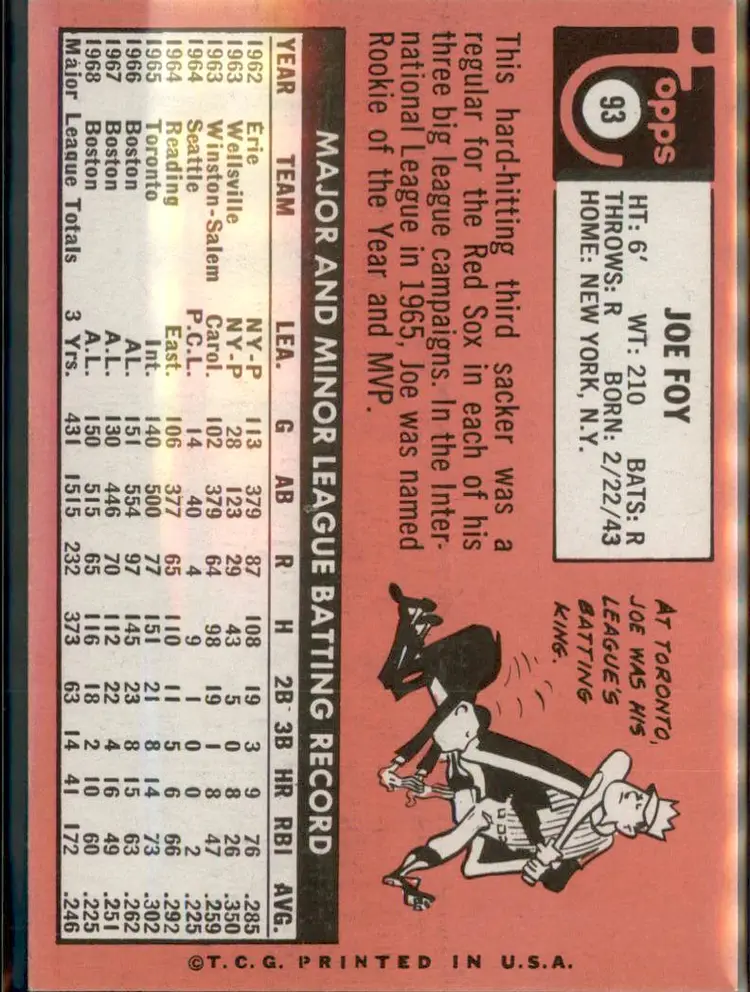 Topps
93
JOE FOY
HT: 6' WT: 210 BATS: R
THROWS: R BORN: 2/22/43
HOME: NEW YORK, N.Y.
This hard-hitting third sacker was a
regular for the Red Sox in each of his
three big league campaigns. In the Inter-
national League in 1965, Joe was named
Rookie of the Year and MVP.
AT TORONTO,
JOE WAS HIS
LEAGUE'S
BATTING
KING.
MAJOR AND MINOR LEAGUE BATTING RECORD
YEAR TEAM LEA. G AB R H 2B 3B HR RBI AVG.
1962 Erie NY-P 113 379 87 108 19 3 9 76 .285
1963 Wellsville NY-P 28 123 29 43 5 0 8 26 .350
1963 Winston-Salem Carol. 102 379 64 98 19 1 8 47 .259
1964 Seattle P.C.L. 14 40 4 9 1 0 0 2 .225
1964 Reading East. 106 377 65 110 11 5 6 66 .292
1965 Toronto Int. 140 500 77 151 21 8 14 73 .302
1966 Boston AL. 151 554 97 145 23 8 15 63 .262
1967 Boston A.L. 130 446 70 112 22 4 16 49 .251
1968 Boston A.L. 150 515 65 116 18 2 10 60 .225
Major League Totals 3 Yrs. 431 1515 232 373 63 14 41 172 .246
©T.C.G. PRINTED IN U.S.A.